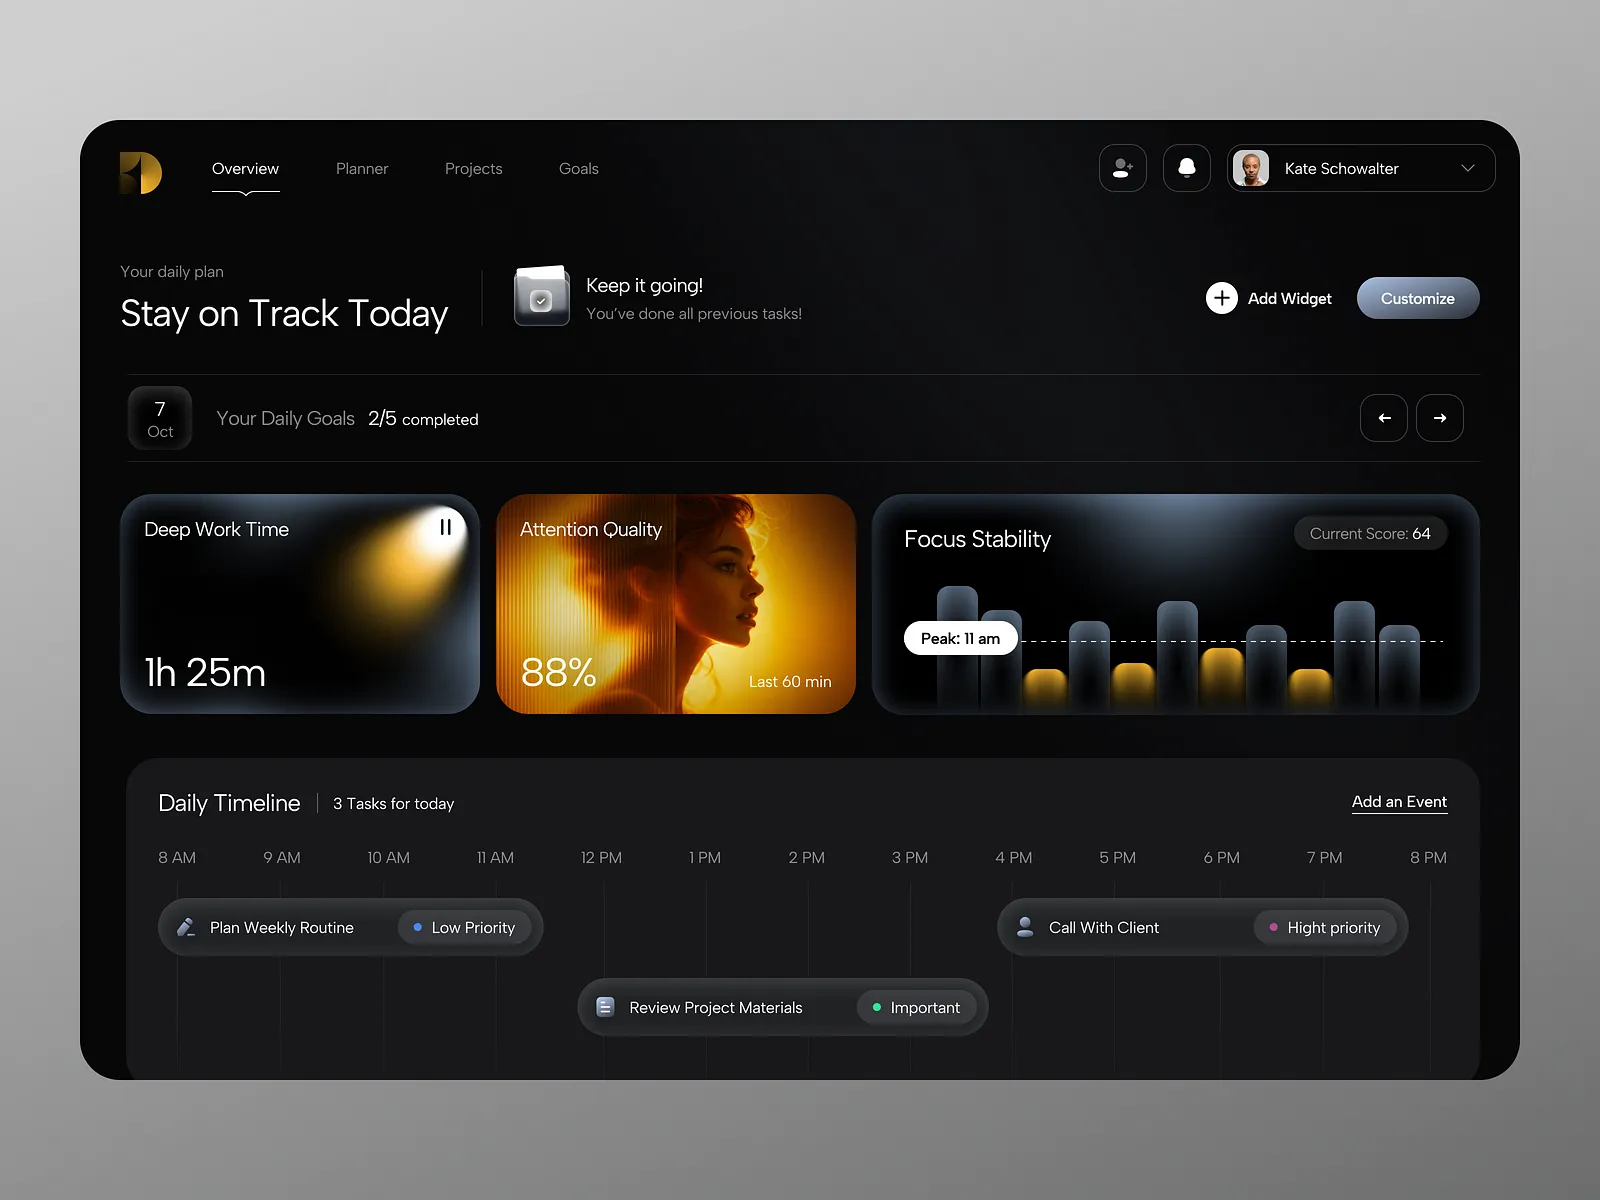 Overview
Planner
Projects
Goals
Kate Schowalter
Your daily plan
Stay on Track Today
Keep it going!
You've done all previous tasks!
Add Widget
Customize
7
Oct
Your Daily Goals 2/5 completed
Deep Work Time
1h 25m
Attention Quality
88%
Last 60 min
Focus Stability
Current Score: 64
Peak: 11 am
Daily Timeline
3 Tasks for today
Add an Event
8 AM
9 AM
10 AM
11 AM
12 PM
1 PM
2 PM
3 PM
4 PM
5 PM
6 PM
7 PM
8 PM
Plan Weekly Routine
Low Priority
Call With Client
Hight priority
Review Project Materials
Important